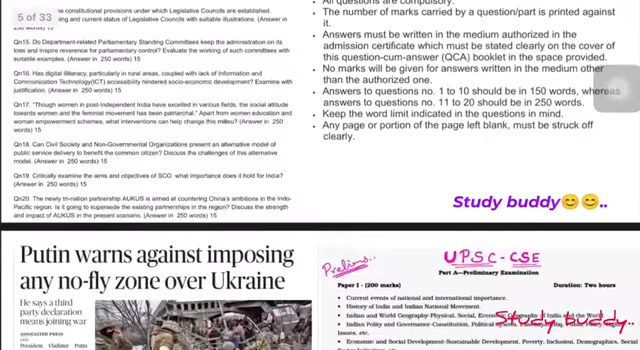 5 of 33
the constitutional provisions under which Legislative Councils are established.
ing and current status of Legislative Councils with suitable illustrations. (Answer in
250 words) 15
Qn15. Do Department-related Parliamentary Standing Committees keep the administration on its
toes and inspire reverence for parliamentary control? Evaluate the working of such committees with
suitable examples. (Answer in 250 words) 15
Qn16. Has digital illiteracy, particularly in rural areas, coupled with lack of Information and
Communication Technology(ICT) accessibility hindered socio-economic development? Examine with
justification. (Answer in 250 words) 15
Qn17. "Though women in post-Independent India have excelled in various fields, the social attitude
towards women and the feminist movement has been patriarchal." Apart from women education and
women empowerment schemes, what interventions can help change this milieu? (Answer in 250
words) 15
Qn18. Can Civil Society and Non-Governmental Organizations present an alternative model of
public service delivery to benefit the common citizen? Discuss the challenges of this alternative
model. (Answer in 250 words) 15
Qn19. Critically examine the aims and objectives of SCO. what importance does it hold for India?
(Answer in 250 words) 15
Qn20. The newly tri-nation partnership AUKUS is aimed at countering China's ambitions in the Indo-
Pacific region. Is it going to supersede the existing partnerships in the region? Discuss the strength
and impact of AUKUS in the present scenario. (Answer in 250 words) 15
All questions are compulsory.
• The number of marks carried by a question/part is printed against
it.
• Answers must be written in the medium authorized in the
admission certificate which must be stated clearly on the cover of
this question-cum-answer (QCA) booklet in the space provided.
• No marks will be given for answers written in the medium other
than the authorized one.
• Answers to questions no. 1 to 10 should be in 150 words, whereas
answers to questions no. 11 to 20 should be in 250 words.
• Keep the word limit indicated in the questions in mind.
• Any page or portion of the page left blank, must be struck off
clearly.
Study buddy😊😊..
Putin warns against imposing
any no-fly zone over Ukraine
He says a third
party declaration
means joining war
ASSOCIATED PRESS
President Vladimir Putin
Prelims..
UPSC-CSE
Part A—Preliminary Examination
Paper I - (200 marks) Duration: Two hours
• Current events of national and international importance.
• History of India and Indian National Movement.
• Indian and World Geography-Physical, Social, Economic Geography of India and the World.
• Indian Polity and Governance-Constitution, Political
Issues, etc.
• Economic and Social Development-Sustainable Development, Poverty, Inclusion, Demographics, Social
Study buddy..